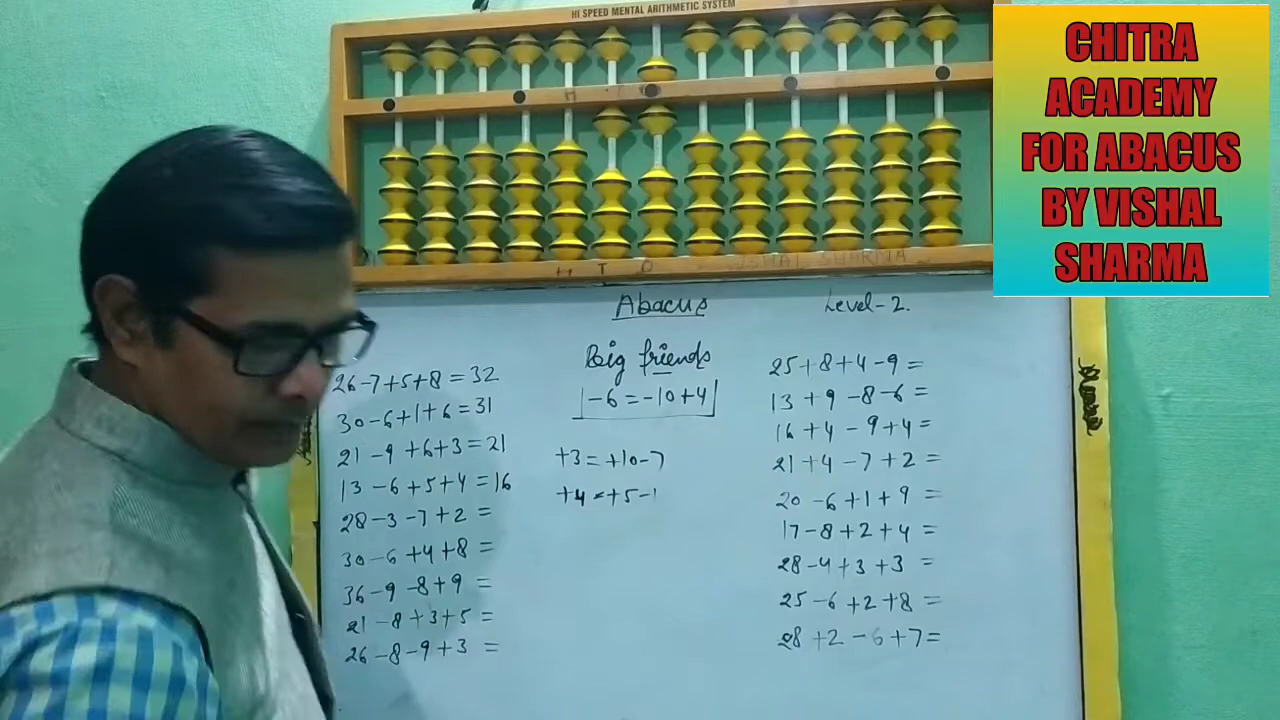 HI SPEED MENTAL ARITHMETIC SYSTEM
CHITRA
ACADEMY
FOR ABACUS
BY VISHAL
SHARMA
H T O
H T O VISHAL SHARMA
Abacus
Level-2.
Big friends
-6=-10+4
+3=+10-7
+4=+5-1
26-7+5+8=32
30-6+1+6=31
21-9+6+3=21
13-6+5+4=16
28-3-7+2=
30-6+4+8=
36-9-8+9=
21-8+3+5=
26-8-9+3=
25+8+4-9=
13+9-8-6=
16+4-9+4=
21+4-7+2=
20-6+1+9=
17-8+2+4=
28-4+3+3=
25-6+2+8=
28+2-6+7=